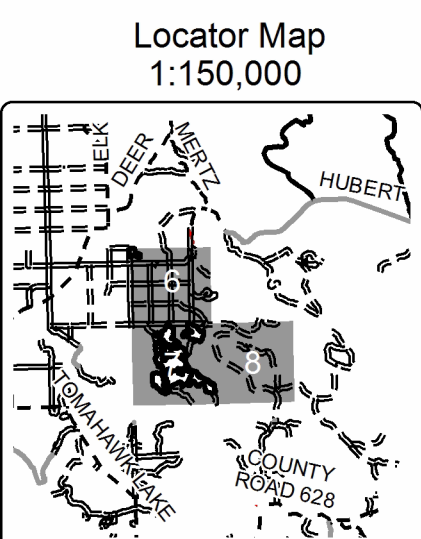 Locator Map
1:150,000
ELK
DEER
MERTZ
HUBERT
6
7
8
TOMAHAWK LAKE
COUNTY
ROAD 628